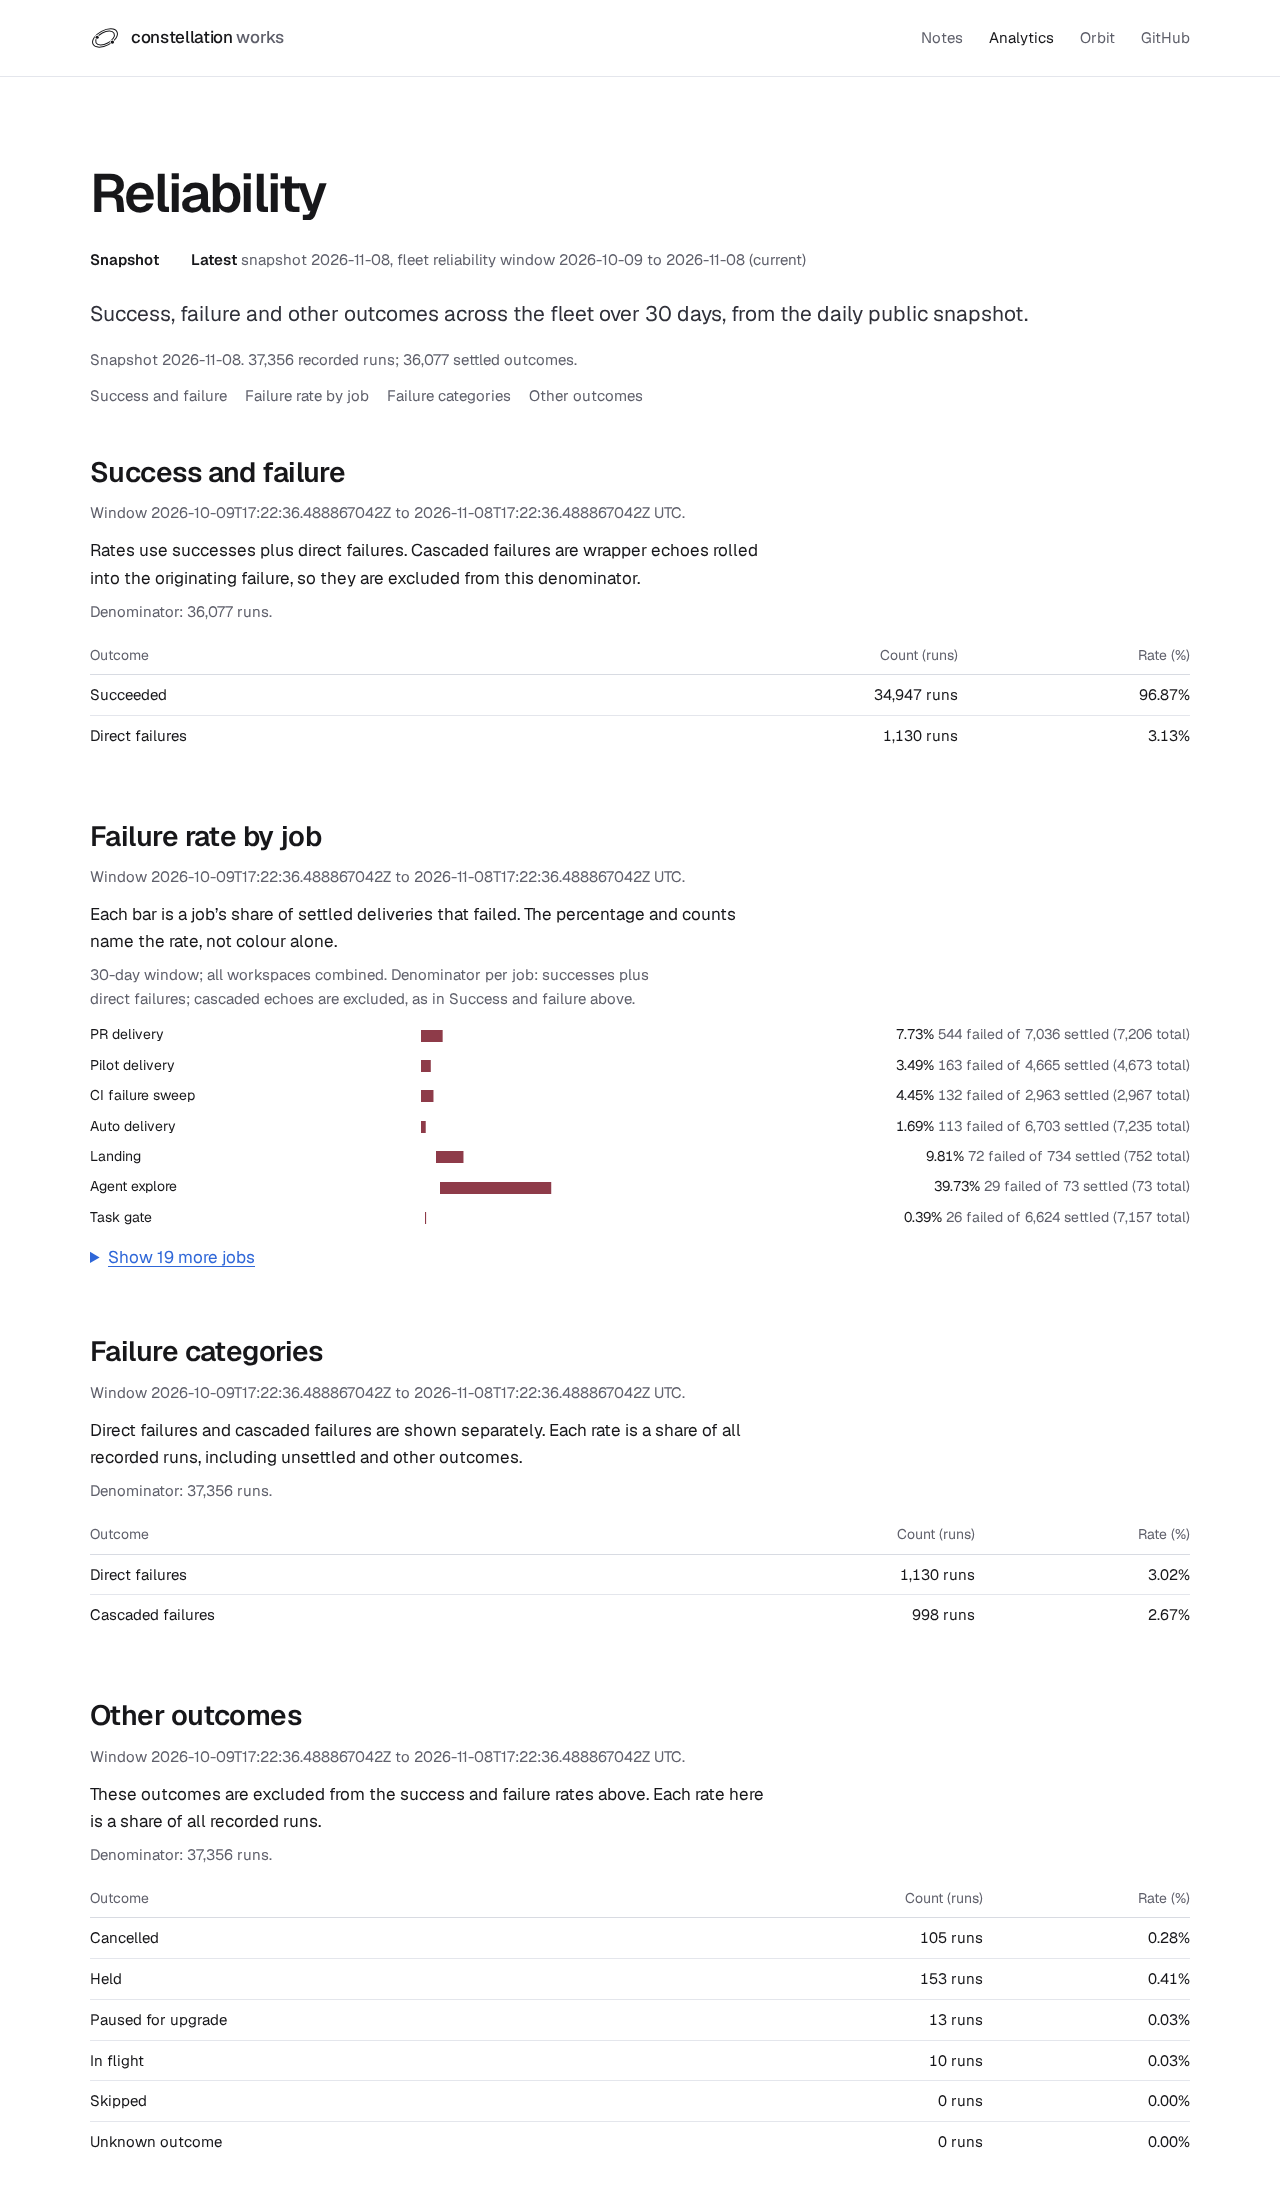 constellation works
Notes Analytics Orbit GitHub
Reliability
Snapshot Latest snapshot 2026-11-08, fleet reliability window 2026-10-09 to 2026-11-08 (current)
Success, failure and other outcomes across the fleet over 30 days, from the daily public snapshot.
Snapshot 2026-11-08. 37,356 recorded runs; 36,077 settled outcomes.
Success and failure Failure rate by job Failure categories Other outcomes
Success and failure
Window 2026-10-09T17:22:36.488867042Z to 2026-11-08T17:22:36.488867042Z UTC.
Rates use successes plus direct failures. Cascaded failures are wrapper echoes rolled
into the originating failure, so they are excluded from this denominator.
Denominator: 36,077 runs.
Outcome Count (runs) Rate (%)
Succeeded 34,947 runs 96.87%
Direct failures 1,130 runs 3.13%
Failure rate by job
Window 2026-10-09T17:22:36.488867042Z to 2026-11-08T17:22:36.488867042Z UTC.
Each bar is a job’s share of settled deliveries that failed. The percentage and counts
name the rate, not colour alone.
30-day window; all workspaces combined. Denominator per job: successes plus
direct failures; cascaded echoes are excluded, as in Success and failure above.
PR delivery 7.73% 544 failed of 7,036 settled (7,206 total)
Pilot delivery 3.49% 163 failed of 4,665 settled (4,673 total)
CI failure sweep 4.45% 132 failed of 2,963 settled (2,967 total)
Auto delivery 1.69% 113 failed of 6,703 settled (7,235 total)
Landing 9.81% 72 failed of 734 settled (752 total)
Agent explore 39.73% 29 failed of 73 settled (73 total)
Task gate 0.39% 26 failed of 6,624 settled (7,157 total)
Show 19 more jobs
Failure categories
Window 2026-10-09T17:22:36.488867042Z to 2026-11-08T17:22:36.488867042Z UTC.
Direct failures and cascaded failures are shown separately. Each rate is a share of all
recorded runs, including unsettled and other outcomes.
Denominator: 37,356 runs.
Outcome Count (runs) Rate (%)
Direct failures 1,130 runs 3.02%
Cascaded failures 998 runs 2.67%
Other outcomes
Window 2026-10-09T17:22:36.488867042Z to 2026-11-08T17:22:36.488867042Z UTC.
These outcomes are excluded from the success and failure rates above. Each rate here
is a share of all recorded runs.
Denominator: 37,356 runs.
Outcome Count (runs) Rate (%)
Cancelled 105 runs 0.28%
Held 153 runs 0.41%
Paused for upgrade 13 runs 0.03%
In flight 10 runs 0.03%
Skipped 0 runs 0.00%
Unknown outcome 0 runs 0.00%